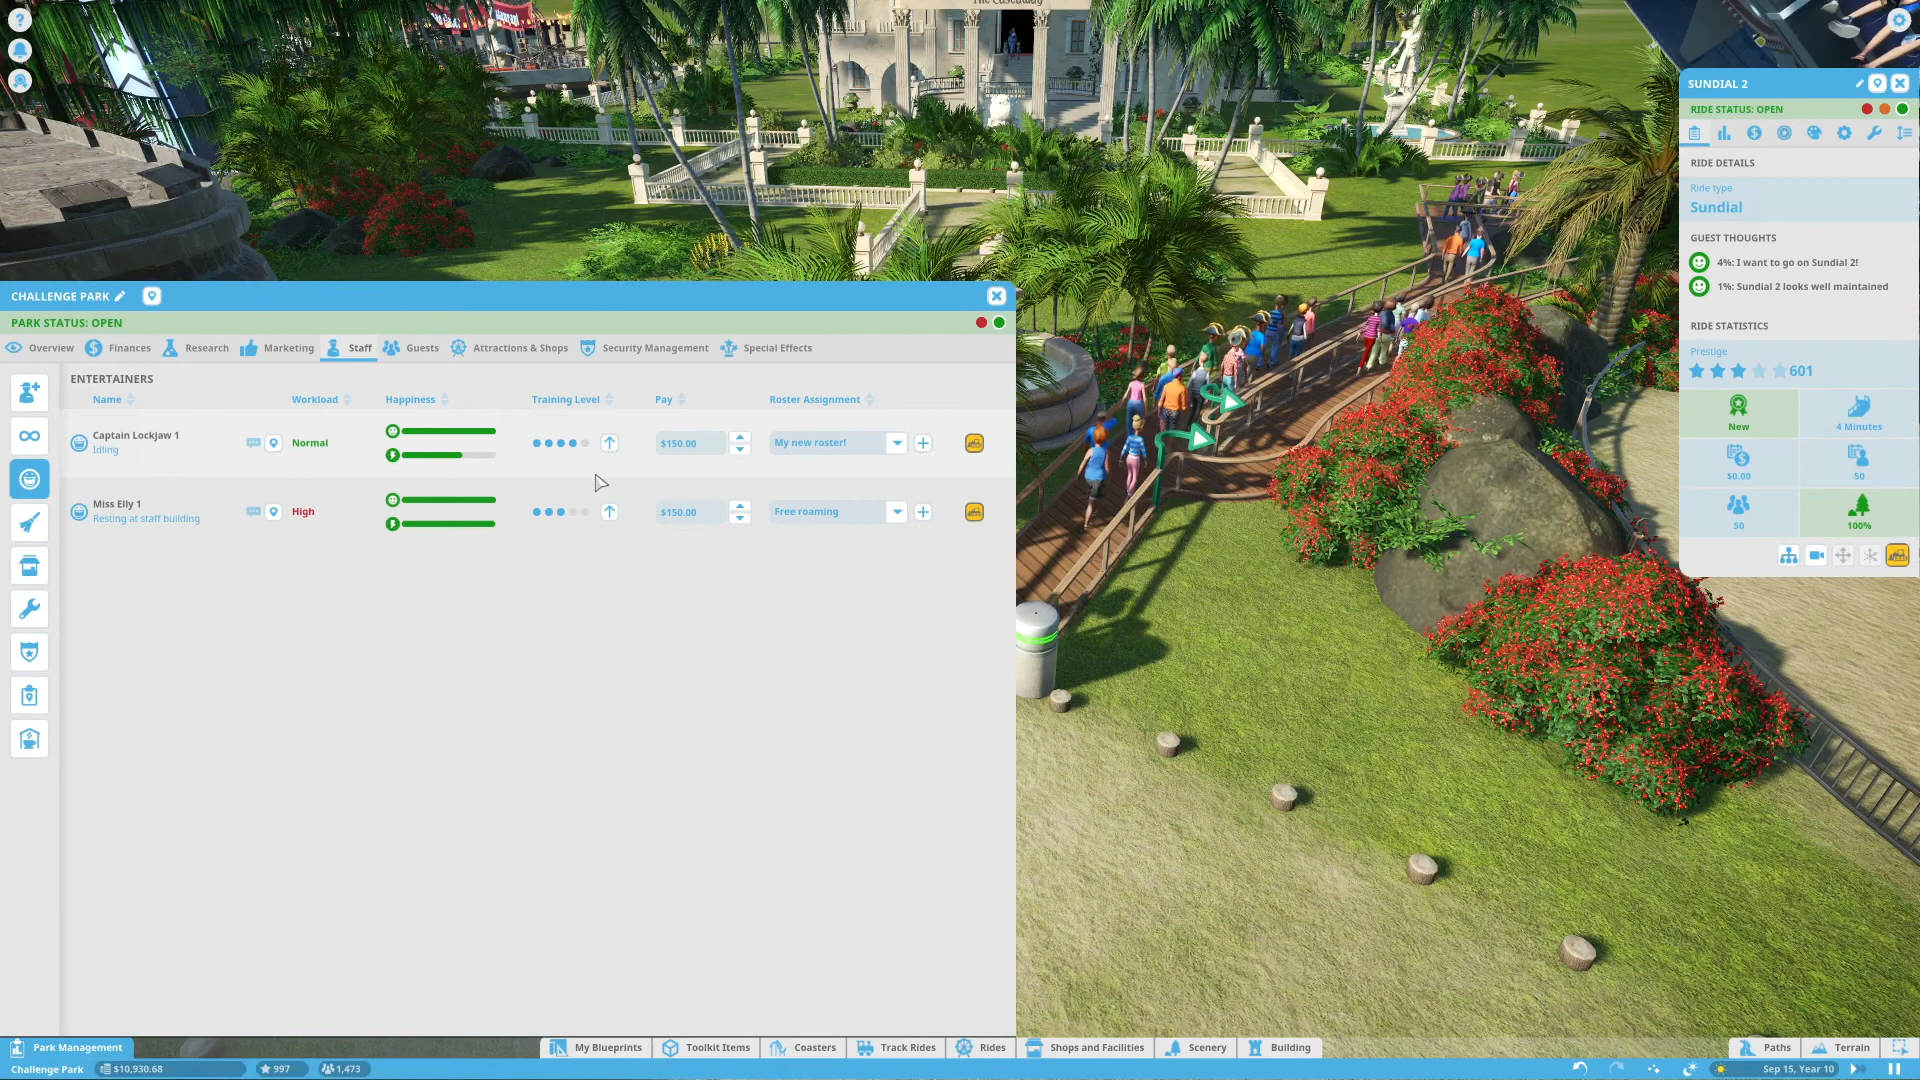 The Castaway
CHALLENGE PARK
PARK STATUS: OPEN
Overview
Finances
Research
Marketing
Staff
Guests
Attractions & Shops
Security Management
Special Effects
ENTERTAINERS
Name
Workload
Happiness
Training Level
Pay
Roster Assignment
Captain Lockjaw 1
Idling
Normal
$150.00
My new roster!
Miss Elly 1
Resting at staff building
High
$150.00
Free roaming
SUNDIAL 2
RIDE STATUS: OPEN
RIDE DETAILS
Ride type
Sundial
GUEST THOUGHTS
4%: I want to go on Sundial 2!
1%: Sundial 2 looks well maintained
RIDE STATISTICS
Prestige
601
New
4 Minutes
$0.00
50
50
100%
Park Management
My Blueprints
Toolkit Items
Coasters
Track Rides
Rides
Shops and Facilities
Scenery
Building
Paths
Terrain
Challenge Park
$10,930.68
997
1,473
Sep 15, Year 10